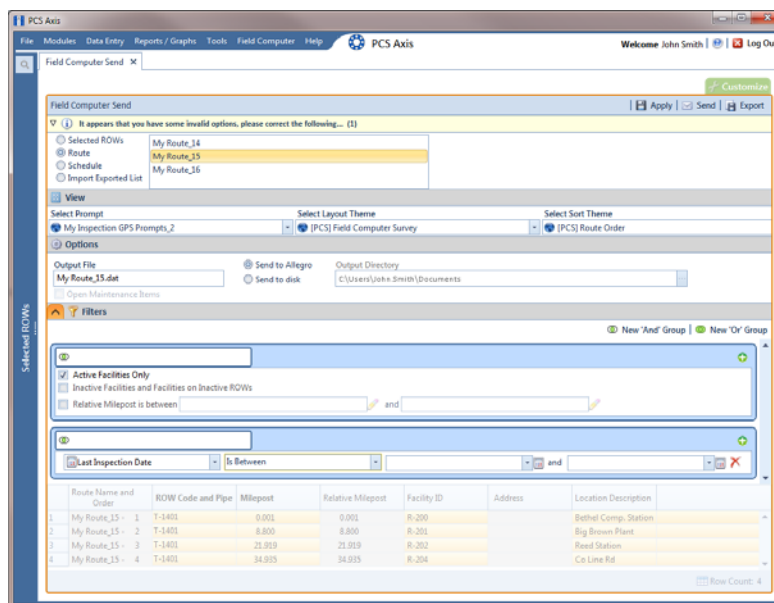 PCS Axis
File Modules Data Entry Reports / Graphs Tools Field Computer Help PCS Axis Welcome John Smith | Log Ou
Field Computer Send
Customize
Field Computer Send | Apply | Send | Export
It appears that you have some invalid options, please correct the following... (1)
Selected ROWs
Route
Schedule
Import Exported List
My Route_14
My Route_15
My Route_16
View
Select Prompt Select Layout Theme Select Sort Theme
My Inspection GPS Prompts_2 [PCS] Field Computer Survey [PCS] Route Order
Options
Output File Send to Allegro Output Directory
My Route_15.dat Send to disk C:\Users\John.Smith\Documents
Open Maintenance Items
Filters
Selected ROWs
New 'And' Group | New 'Or' Group
Active Facilities Only
Inactive Facilities and Facilities on Inactive ROWs
Relative Milepost is between and
Last Inspection Date Is Between and
Route Name and Order ROW Code and Pipe Milepost Relative Milepost Facility ID Address Location Description
1 My Route_15 - 1 T-1401 0.001 0.001 R-200 Bethel Comp. Station
2 My Route_15 - 2 T-1401 8.800 8.800 R-201 Big Brown Plant
3 My Route_15 - 3 T-1401 21.919 21.919 R-202 Reed Station
4 My Route_15 - 4 T-1401 34.935 34.935 R-204 Co Line Rd
Row Count: 4